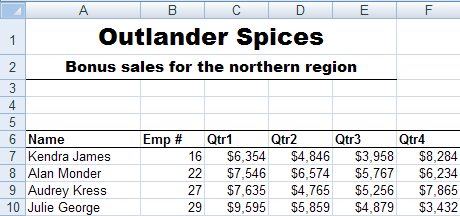 A B C D E F
1 Outlander Spices
2 Bonus sales for the northern region
3
4
5
6 Name Emp # Qtr1 Qtr2 Qtr3 Qtr4
7 Kendra James 16 $6,354 $4,846 $3,958 $8,284
8 Alan Monder 22 $7,546 $6,574 $5,767 $6,234
9 Audrey Kress 27 $7,635 $4,765 $5,256 $7,865
10 Julie George 29 $9,595 $5,859 $4,879 $3,432